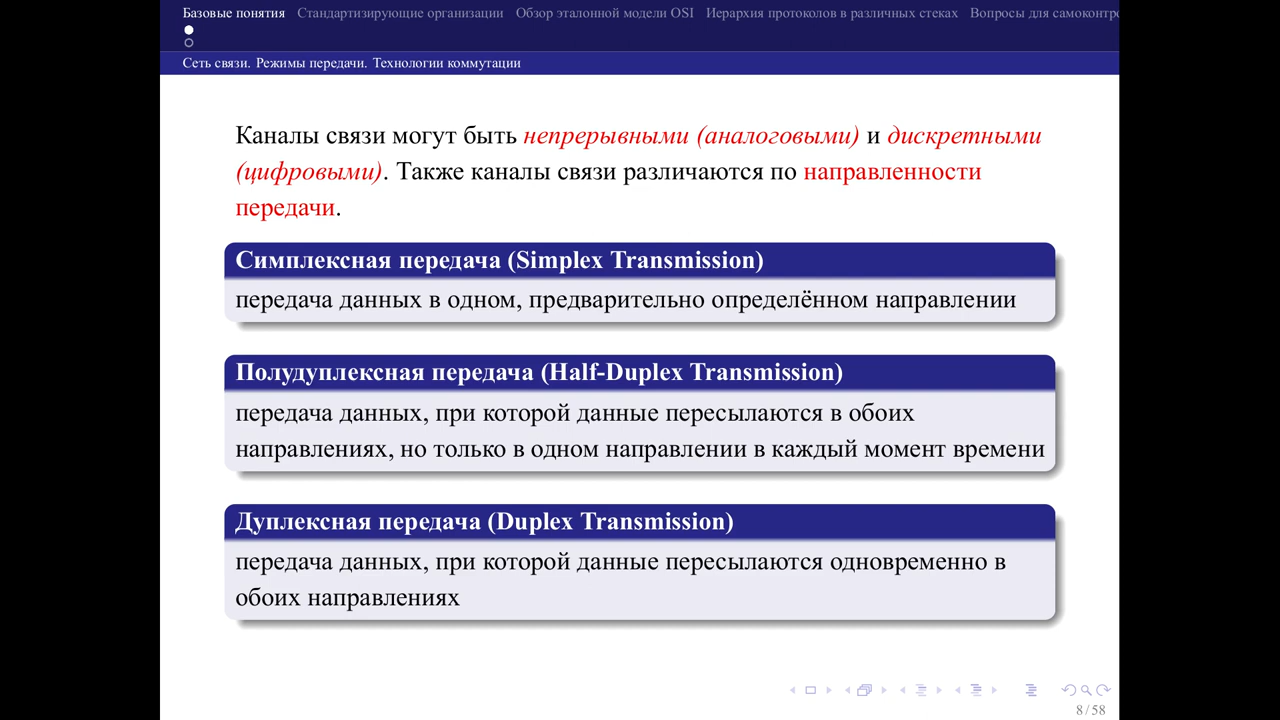 Базовые понятия Стандартизирующие организации Обзор эталонной модели OSI Иерархия протоколов в различных стеках Вопросы для самоконтро
Сеть связи. Режимы передачи. Технологии коммутации
Каналы связи могут быть непрерывными (аналоговыми) и дискретными
(цифровыми). Также каналы связи различаются по направленности
передачи.
Симплексная передача (Simplex Transmission)
передача данных в одном, предварительно определённом направлении
Полудуплексная передача (Half-Duplex Transmission)
передача данных, при которой данные пересылаются в обоих
направлениях, но только в одном направлении в каждый момент времени
Дуплексная передача (Duplex Transmission)
передача данных, при которой данные пересылаются одновременно в
обоих направлениях
8 / 58